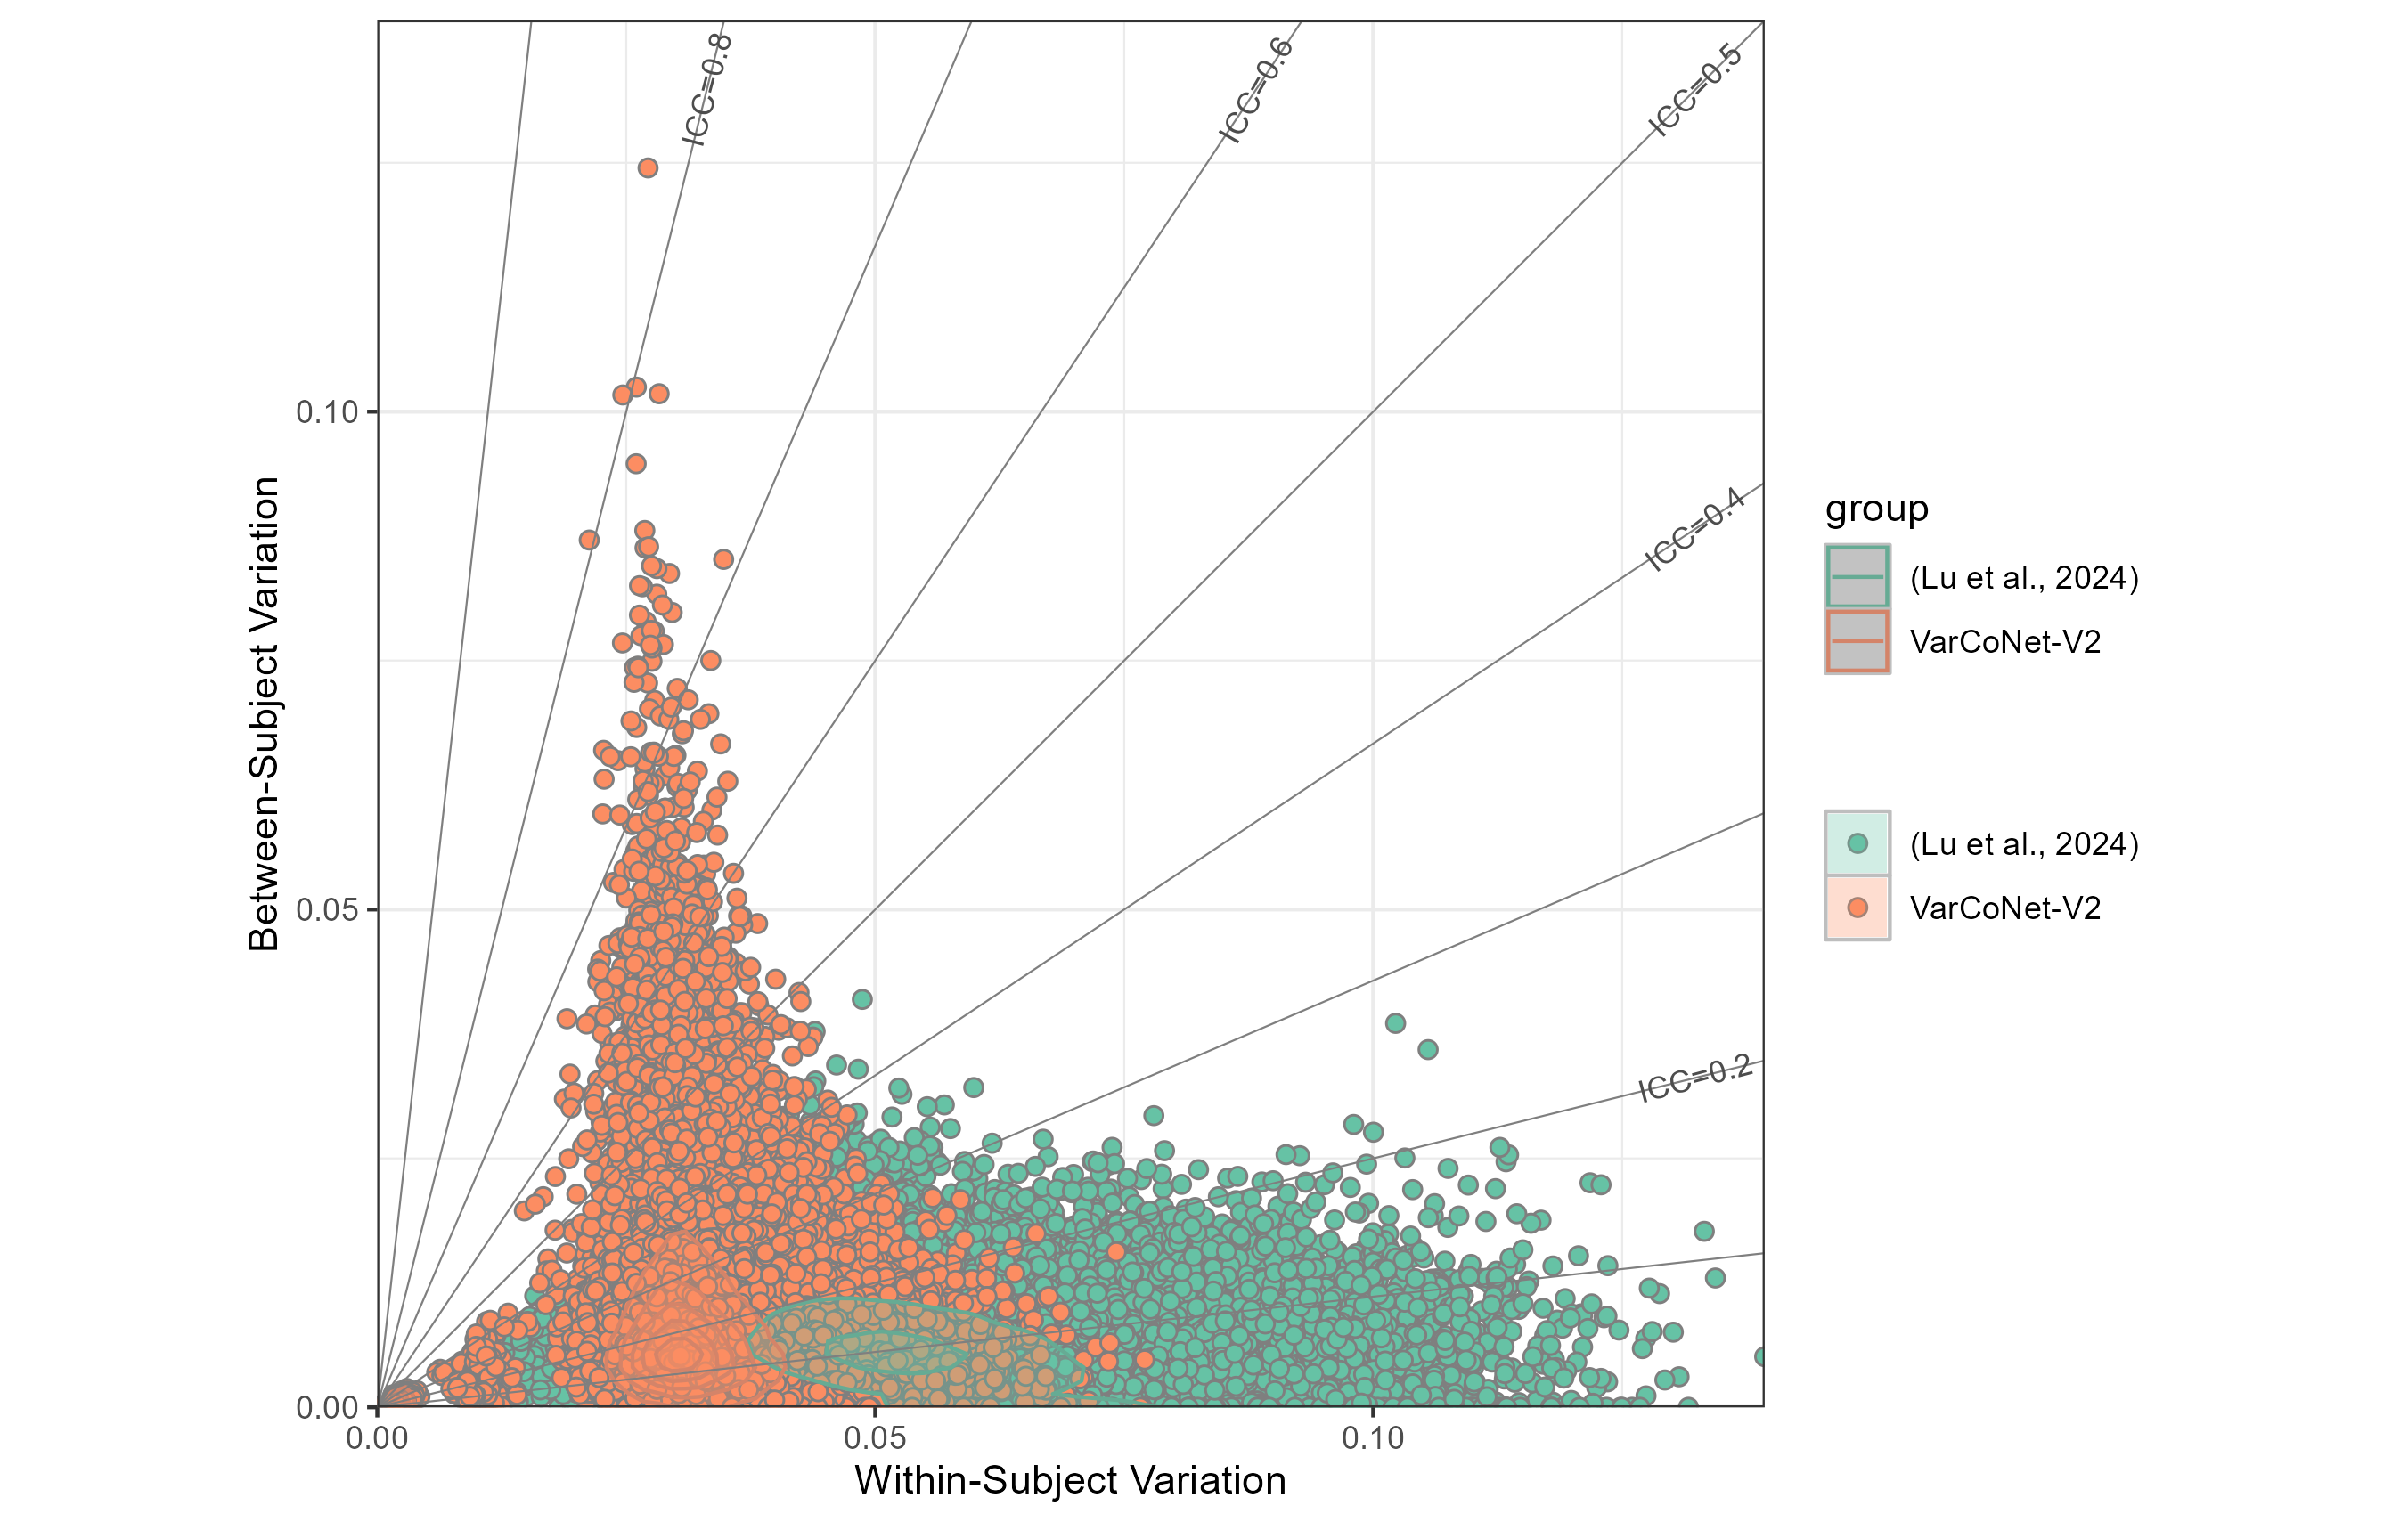 ICC=0.8
ICC=0.6
ICC=0.5
ICC=0.4
ICC=0.2
Between-Subject Variation
0.10
0.05
0.00
0.00
0.05
0.10
Within-Subject Variation
group
(Lu et al., 2024)
VarCoNet-V2
(Lu et al., 2024)
VarCoNet-V2